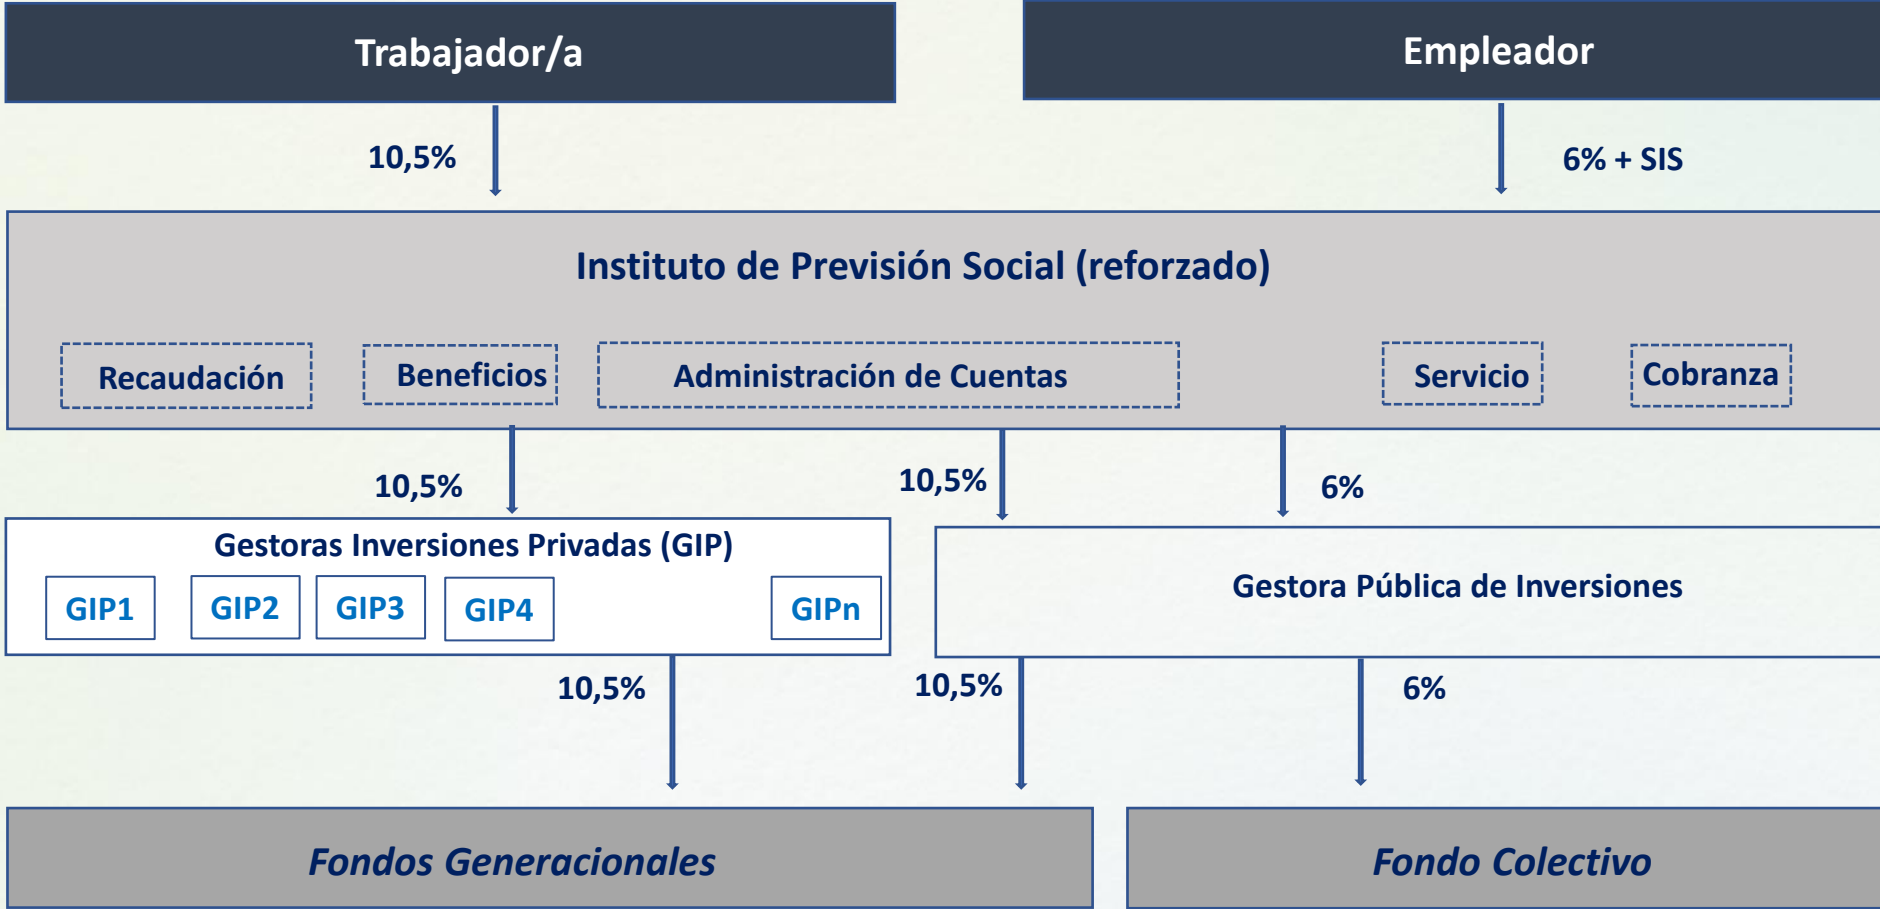 Trabajador/a
Empleador
10,5%
6% + SIS
Instituto de Previsión Social (reforzado)
Recaudación
Beneficios
Administración de Cuentas
Servicio
Cobranza
10,5%
10,5%
6%
Gestoras Inversiones Privadas (GIP)
GIP1
GIP2
GIP3
GIP4
GIPn
Gestora Pública de Inversiones
10,5%
10,5%
6%
Fondos Generacionales
Fondo Colectivo